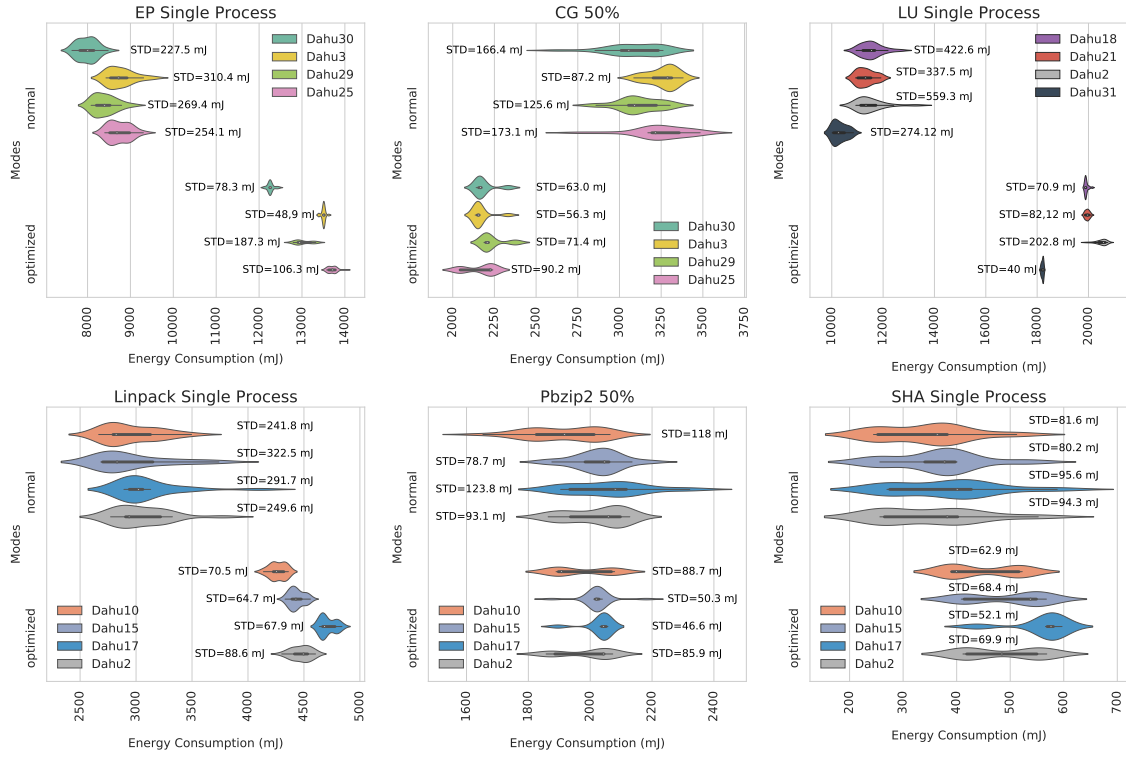 EP Single Process
STD=227.5 mJ
STD=310.4 mJ
STD=269.4 mJ
STD=254.1 mJ
STD=78.3 mJ
STD=48,9 mJ
STD=187.3 mJ
STD=106.3 mJ
Dahu30
Dahu3
Dahu29
Dahu25
normal
optimized
Modes
8000
9000
10000
11000
12000
13000
14000
Energy Consumption (mJ)
CG 50%
STD=166.4 mJ
STD=87.2 mJ
STD=125.6 mJ
STD=173.1 mJ
STD=63.0 mJ
STD=56.3 mJ
STD=71.4 mJ
STD=90.2 mJ
Dahu30
Dahu3
Dahu29
Dahu25
normal
optimized
Modes
2000
2250
2500
2750
3000
3250
3500
3750
Energy Consumption (mJ)
LU Single Process
STD=422.6 mJ
STD=337.5 mJ
STD=559.3 mJ
STD=274.12 mJ
STD=70.9 mJ
STD=82,12 mJ
STD=202.8 mJ
STD=40 mJ
Dahu18
Dahu21
Dahu2
Dahu31
normal
optimized
Modes
10000
12000
14000
16000
18000
20000
Energy Consumption (mJ)
Linpack Single Process
STD=241.8 mJ
STD=322.5 mJ
STD=291.7 mJ
STD=249.6 mJ
STD=70.5 mJ
STD=64.7 mJ
STD=67.9 mJ
STD=88.6 mJ
Dahu10
Dahu15
Dahu17
Dahu2
normal
optimized
Modes
2500
3000
3500
4000
4500
5000
Energy Consumption (mJ)
Pbzip2 50%
STD=118 mJ
STD=78.7 mJ
STD=123.8 mJ
STD=93.1 mJ
STD=88.7 mJ
STD=50.3 mJ
STD=46.6 mJ
STD=85.9 mJ
Dahu10
Dahu15
Dahu17
Dahu2
normal
optimized
Modes
1600
1800
2000
2200
2400
Energy Consumption (mJ)
SHA Single Process
STD=81.6 mJ
STD=80.2 mJ
STD=95.6 mJ
STD=94.3 mJ
STD=62.9 mJ
STD=68.4 mJ
STD=52.1 mJ
STD=69.9 mJ
Dahu10
Dahu15
Dahu17
Dahu2
normal
optimized
Modes
200
300
400
500
600
700
Energy Consumption (mJ)